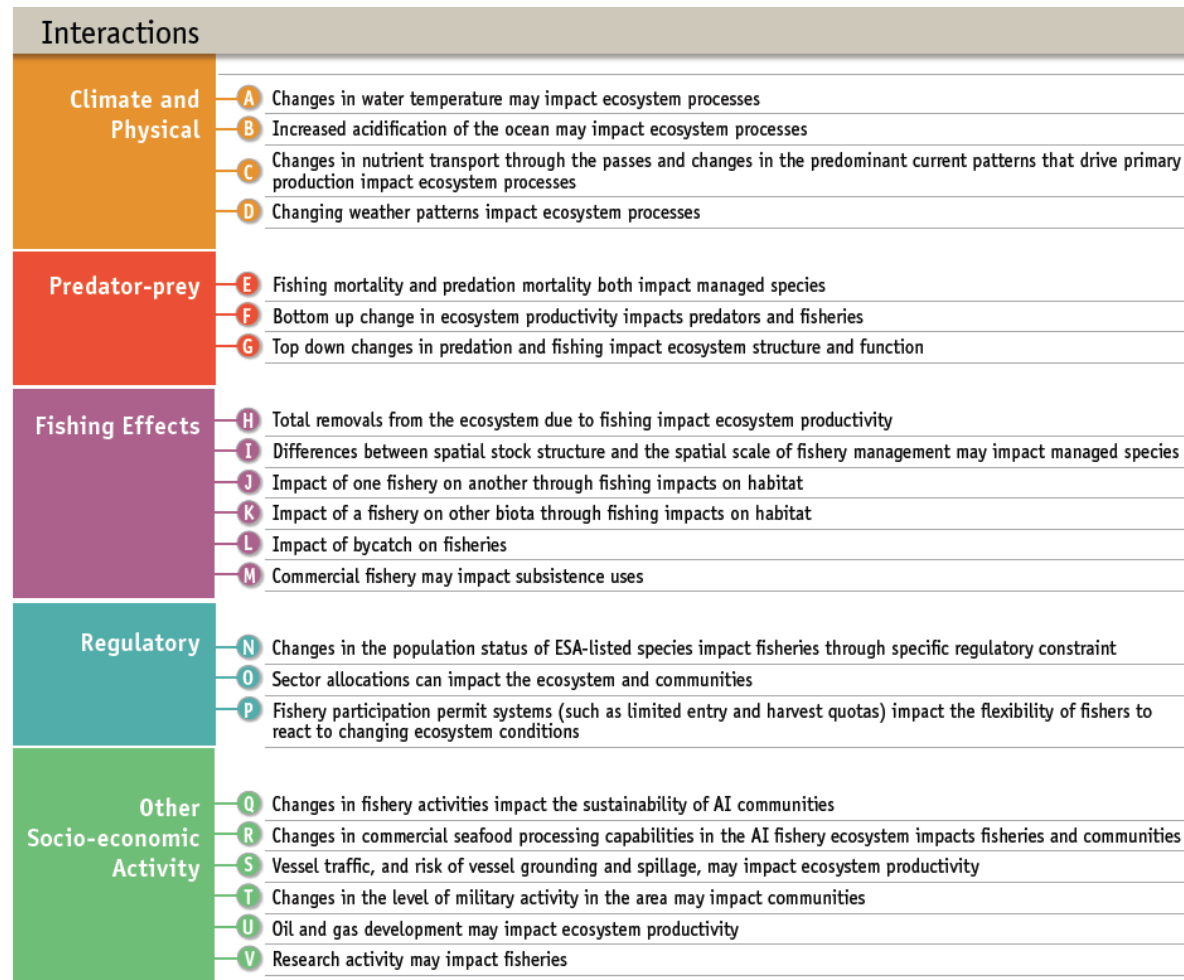 Interactions
Climate and
Physical
A Changes in water temperature may impact ecosystem processes
B Increased acidification of the ocean may impact ecosystem processes
C Changes in nutrient transport through the passes and changes in the predominant current patterns that drive primary
production impact ecosystem processes
D Changing weather patterns impact ecosystem processes
Predator-prey
E Fishing mortality and predation mortality both impact managed species
F Bottom up change in ecosystem productivity impacts predators and fisheries
G Top down changes in predation and fishing impact ecosystem structure and function
Fishing Effects
H Total removals from the ecosystem due to fishing impact ecosystem productivity
I Differences between spatial stock structure and the spatial scale of fishery management may impact managed species
J Impact of one fishery on another through fishing impacts on habitat
K Impact of a fishery on other biota through fishing impacts on habitat
L Impact of bycatch on fisheries
M Commercial fishery may impact subsistence uses
Regulatory
N Changes in the population status of ESA-listed species impact fisheries through specific regulatory constraint
O Sector allocations can impact the ecosystem and communities
P Fishery participation permit systems (such as limited entry and harvest quotas) impact the flexibility of fishers to
react to changing ecosystem conditions
Other
Socio-economic
Activity
Q Changes in fishery activities impact the sustainability of AI communities
R Changes in commercial seafood processing capabilities in the AI fishery ecosystem impacts fisheries and communities
S Vessel traffic, and risk of vessel grounding and spillage, may impact ecosystem productivity
T Changes in the level of military activity in the area may impact communities
U Oil and gas development may impact ecosystem productivity
V Research activity may impact fisheries